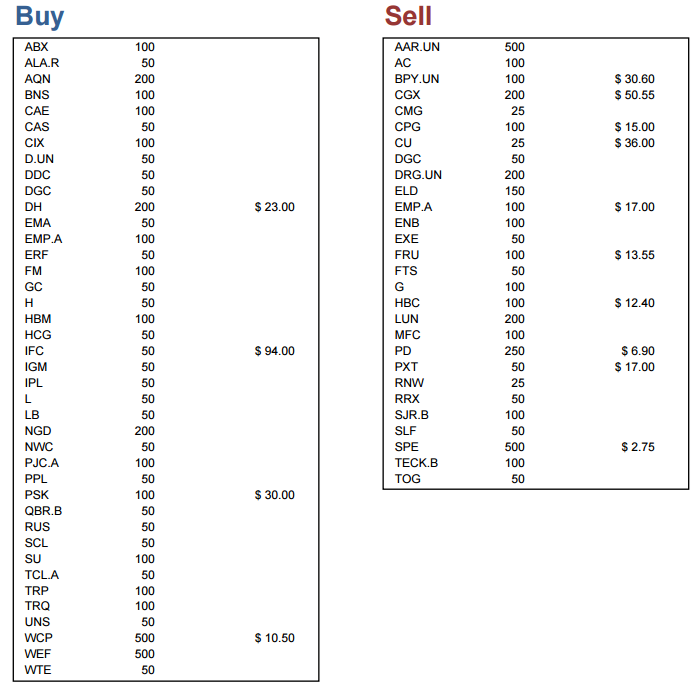 Buy
ABX 100
ALA.R 50
AQN 200
BNS 100
CAE 100
CAS 50
CIX 100
D.UN 50
DDC 50
DGC 50
DH 200 $ 23.00
EMA 50
EMP.A 100
ERF 50
FM 100
GC 50
H 50
HBM 100
HCG 50
IFC 50 $ 94.00
IGM 50
IPL 50
L 50
LB 50
NGD 200
NWC 50
PJC.A 100
PPL 50
PSK 100 $ 30.00
QBR.B 50
RUS 50
SCL 50
SU 100
TCL.A 50
TRP 100
TRQ 100
UNS 50
WCP 500 $ 10.50
WEF 500
WTE 50
Sell
AAR.UN 500
AC 100
BPY.UN 100 $ 30.60
CGX 200 $ 50.55
CMG 25
CPG 100 $ 15.00
CU 25 $ 36.00
DGC 50
DRG.UN 200
ELD 150
EMP.A 100 $ 17.00
ENB 100
EXE 50
FRU 100 $ 13.55
FTS 50
G 100
HBC 100 $ 12.40
LUN 200
MFC 100
PD 250 $ 6.90
PXT 50 $ 17.00
RNW 25
RRX 50
SJR.B 100
SLF 50
SPE 500 $ 2.75
TECK.B 100
TOG 50